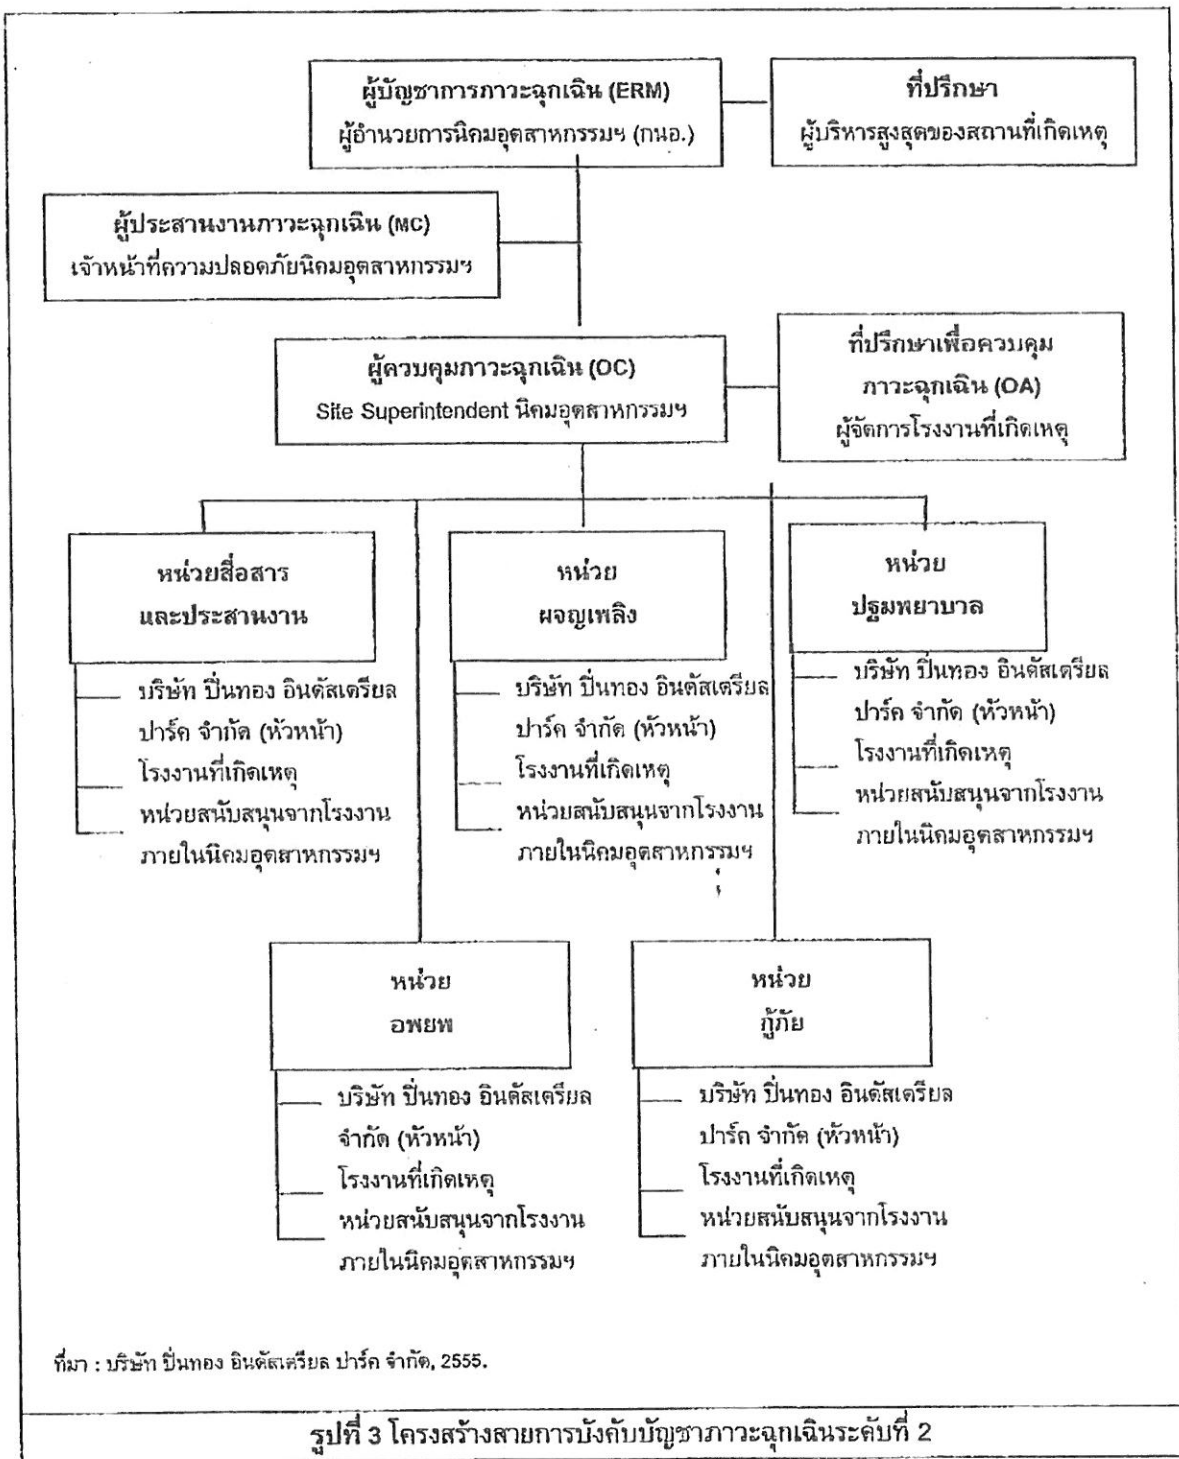 ผู้บัญชาการภาวะฉุกเฉิน (ERM)
ผู้อำนวยการนิคมอุตสาหกรรมฯ (กนอ.)
ที่ปรึกษา
ผู้บริหารสูงสุดของสถานที่เกิดเหตุ
ผู้ประสานงานภาวะฉุกเฉิน (MC)
เจ้าหน้าที่ความปลอดภัยนิคมอุตสาหกรรมฯ
ผู้ควบคุมภาวะฉุกเฉิน (OC)
Site Superintendent นิคมอุตสาหกรรมฯ
ที่ปรึกษาเพื่อควบคุม
ภาวะฉุกเฉิน (OA)
ผู้จัดการโรงงานที่เกิดเหตุ
หน่วยสื่อสาร
และประสานงาน
บริษัท ปิ่นทอง อินดัสเตรียล
ปาร์ค จำกัด (หัวหน้า)
โรงงานที่เกิดเหตุ
หน่วยสนับสนุนจากโรงงาน
ภายในนิคมอุตสาหกรรมฯ
หน่วย
ผจญเพลิง
บริษัท ปิ่นทอง อินดัสเตรียล
ปาร์ค จำกัด (หัวหน้า)
โรงงานที่เกิดเหตุ
หน่วยสนับสนุนจากโรงงาน
ภายในนิคมอุตสาหกรรมฯ
หน่วย
ปฐมพยาบาล
บริษัท ปิ่นทอง อินดัสเตรียล
ปาร์ค จำกัด (หัวหน้า)
โรงงานที่เกิดเหตุ
หน่วยสนับสนุนจากโรงงาน
ภายในนิคมอุตสาหกรรมฯ
หน่วย
อพยพ
บริษัท ปิ่นทอง อินดัสเตรียล
จำกัด (หัวหน้า)
โรงงานที่เกิดเหตุ
หน่วยสนับสนุนจากโรงงาน
ภายในนิคมอุตสาหกรรมฯ
หน่วย
กู้ภัย
บริษัท ปิ่นทอง อินดัสเตรียล
ปาร์ค จำกัด (หัวหน้า)
โรงงานที่เกิดเหตุ
หน่วยสนับสนุนจากโรงงาน
ภายในนิคมอุตสาหกรรมฯ
ที่มา : บริษัท ปิ่นทอง อินดัสเตรียล ปาร์ค จำกัด, 2555.
รูปที่ 3 โครงสร้างสายการบังคับบัญชาภาวะฉุกเฉินระดับที่ 2